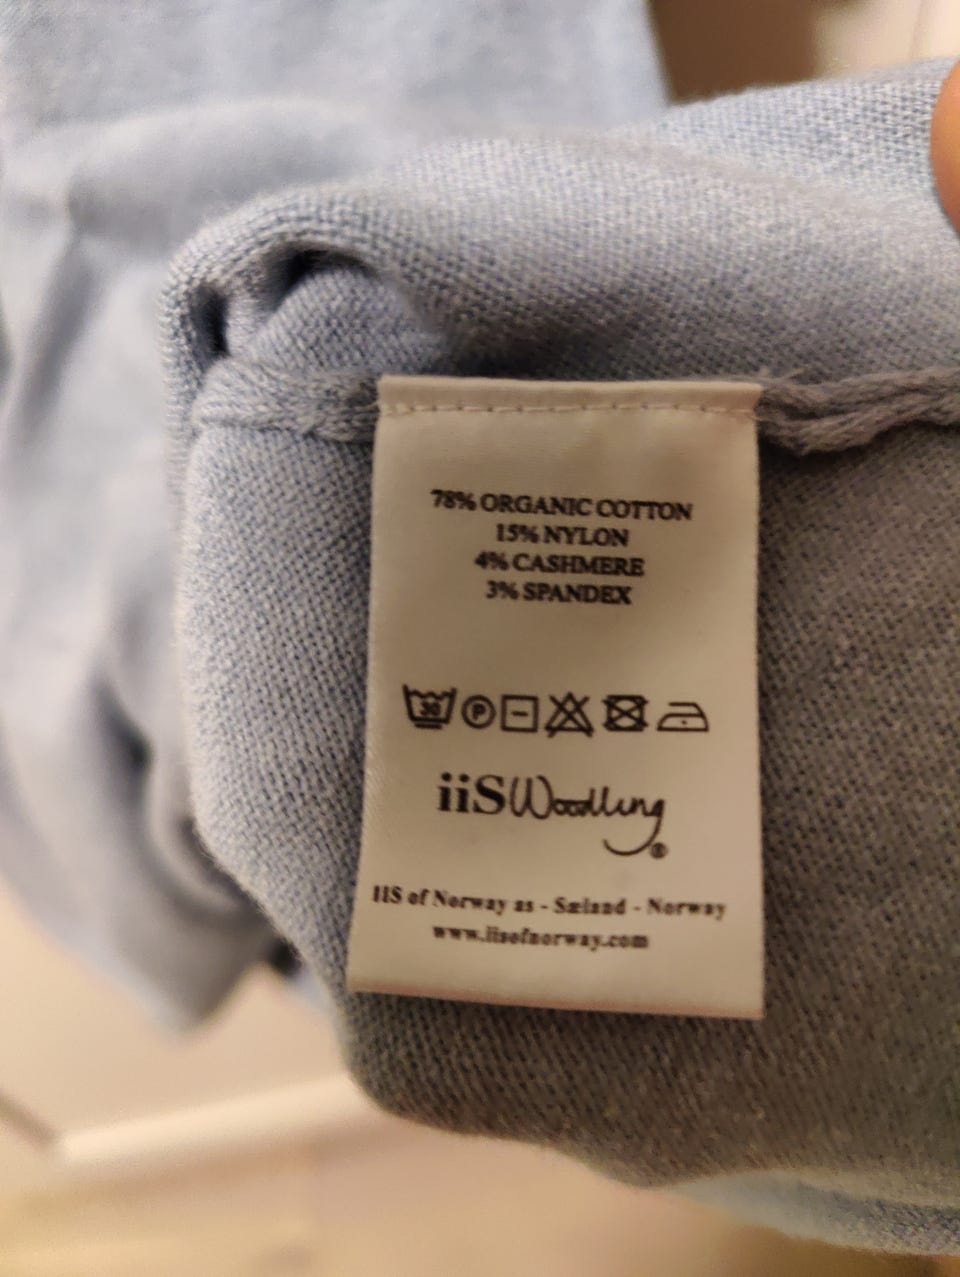 78% ORGANIC COTTON
15% NYLON
4% CASHMERE
3% SPANDEX
30 P
iiS Woodling®
IIS of Norway as - Sæland - Norway
www.iisofnorway.com